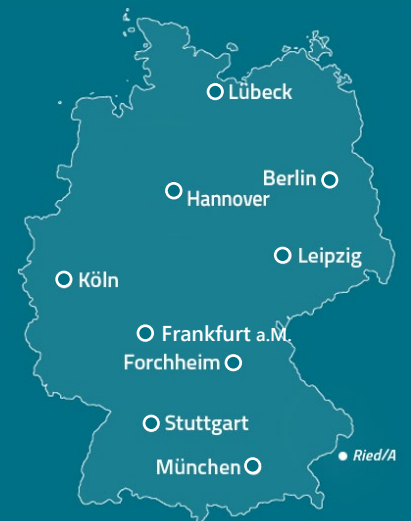 Lübeck
Berlin
Hannover
Leipzig
Köln
Frankfurt a.M.
Forchheim
Stuttgart
Ried/A
München